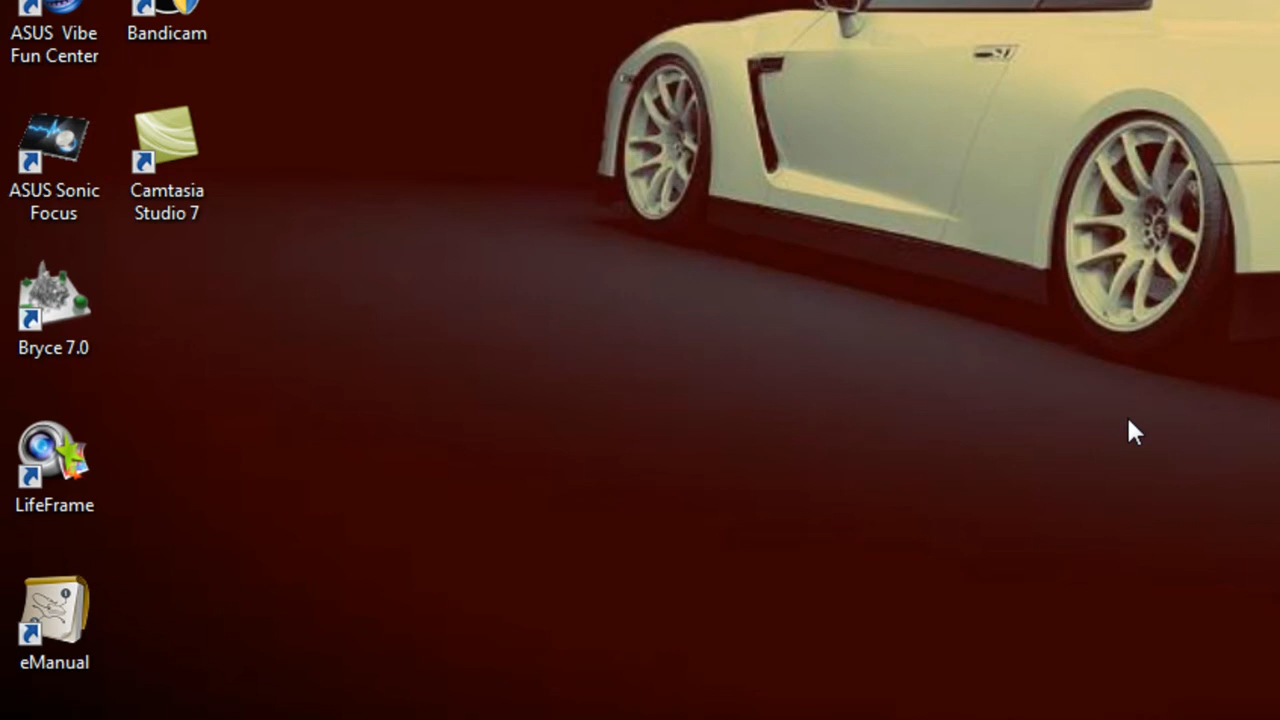 ASUS Vibe
Fun Center
Bandicam
ASUS Sonic
Focus
Camtasia
Studio 7
Bryce 7.0
LifeFrame
eManual